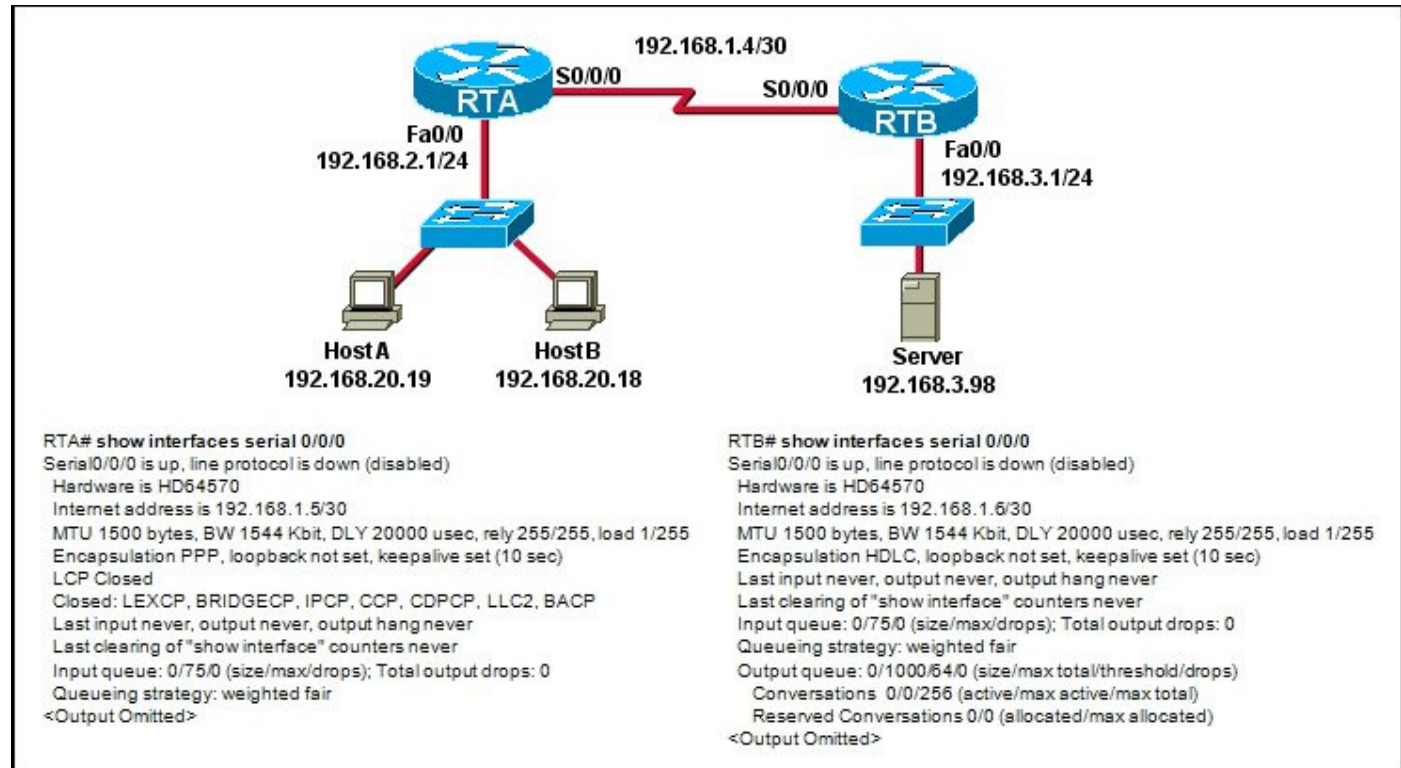 192.168.1.4/30
S0/0/0
S0/0/0
RTA
RTB
Fa0/0
192.168.2.1/24
Fa0/0
192.168.3.1/24
HostA
192.168.20.19
HostB
192.168.20.18
Server
192.168.3.98
RTA# show interfaces serial 0/0/0
Serial0/0/0 is up, line protocol is down (disabled)
Hardware is HD64570
Internet address is 192.168.1.5/30
MTU 1500 bytes, BW 1544 Kbit, DLY 20000 usec, rely 255/255, load 1/255
Encapsulation PPP, loopback not set, keepalive set (10 sec)
LCP Closed
Closed: LEXCP, BRIDGECP, IPCP, CCP, CDPCP, LLC2, BACP
Last input never, output never, output hang never
Last clearing of "show interface" counters never
Input queue: 0/75/0 (size/max/drops); Total output drops: 0
Queueing strategy: weighted fair
<Output Omitted>
RTB# show interfaces serial 0/0/0
Serial0/0/0 is up, line protocol is down (disabled)
Hardware is HD64570
Internet address is 192.168.1.6/30
MTU 1500 bytes, BW 1544 Kbit, DLY 20000 usec, rely 255/255, load 1/255
Encapsulation HDLC, loopback not set, keepalive set (10 sec)
Last input never, output never, output hang never
Last clearing of "show interface" counters never
Input queue: 0/75/0 (size/max/drops); Total output drops: 0
Queueing strategy: weighted fair
Output queue: 0/1000/64/0 (size/max total/threshold/drops)
Conversations 0/0/256 (active/max active/max total)
Reserved Conversations 0/0 (allocated/max allocated)
<Output Omitted>